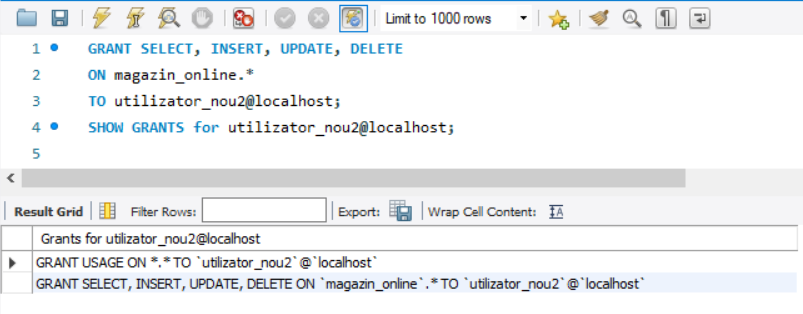 Limit to 1000 rows
1 GRANT SELECT, INSERT, UPDATE, DELETE
2 ON magazin_online.*
3 TO utilizator_nou2@localhost;
4 SHOW GRANTS for utilizator_nou2@localhost;
5
Result Grid Filter Rows: Export: Wrap Cell Content: IA
Grants for utilizator_nou2@localhost
GRANT USAGE ON *.* TO `utilizator_nou2`@`localhost`
GRANT SELECT, INSERT, UPDATE, DELETE ON `magazin_online`.* TO `utilizator_nou2`@`localhost`